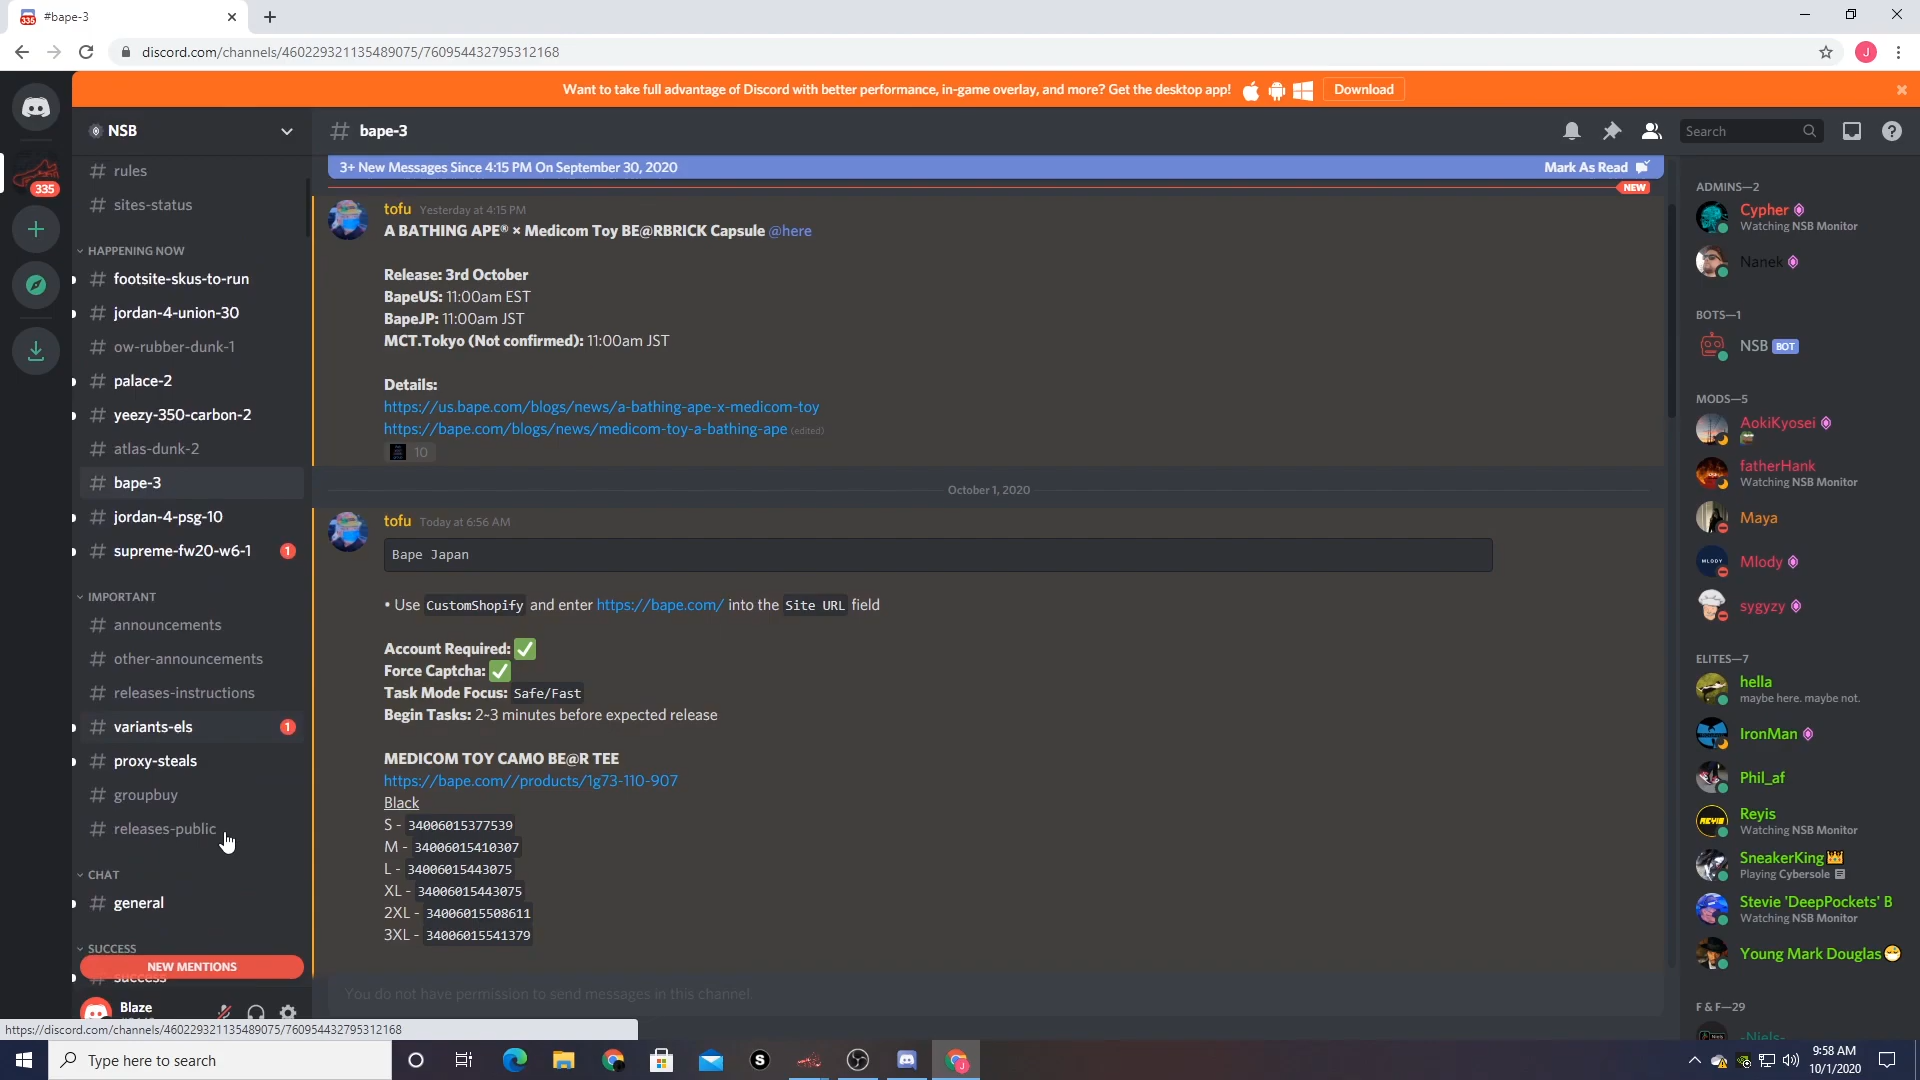 #bape-3
discord.com/channels/460229321135489075/760954432795312168
J
Want to take full advantage of Discord with better performance, in-game overlay, and more? Get the desktop app!
Download
335
NSB
# rules
# sites-status
HAPPENING NOW
# footsite-skus-to-run
# jordan-4-union-30
# ow-rubber-dunk-1
# palace-2
# yeezy-350-carbon-2
# atlas-dunk-2
# bape-3
# jordan-4-psg-10
# supreme-fw20-w6-1 1
IMPORTANT
# announcements
# other-announcements
# releases-instructions
# variants-els 1
# proxy-steals
# groupbuy
# releases-public
CHAT
# general
SUCCESS
NEW MENTIONS
# success
Blaze
https://discord.com/channels/460229321135489075/760954432795312168
# bape-3
Search
3+ New Messages Since 4:15 PM On September 30, 2020
Mark As Read
NEW
tofu Yesterday at 4:15 PM
A BATHING APE® × Medicom Toy BE@RBRICK Capsule @here
Release: 3rd October
BapeUS: 11:00am EST
BapeJP: 11:00am JST
MCT.Tokyo (Not confirmed): 11:00am JST
Details:
https://us.bape.com/blogs/news/a-bathing-ape-x-medicom-toy
https://bape.com/blogs/news/medicom-toy-a-bathing-ape (edited)
10
October 1, 2020
tofu Today at 6:56 AM
Bape Japan
• Use CustomShopify and enter https://bape.com/ into the Site URL field
Account Required: ✅
Force Captcha: ✅
Task Mode Focus: Safe/Fast
Begin Tasks: 2-3 minutes before expected release
MEDICOM TOY CAMO BE@R TEE
https://bape.com//products/1g73-110-907
Black
S - 34006015377539
M - 34006015410307
L - 34006015443075
XL - 34006015443075
2XL - 34006015508611
3XL - 34006015541379
You do not have permission to send messages in this channel.
ADMINS—2
Cypher
Watching NSB Monitor
Nanek
BOTS—1
NSB BOT
MODS—5
AokiKyosei
fatherHank
Watching NSB Monitor
Maya
MLODY
Mlody
sygyzy
ELITES—7
hella
maybe here. maybe not.
IronMan
Phil_af
REYIS
Reyis
Watching NSB Monitor
SneakerKing
Playing Cybersole
Stevie 'DeepPockets' B
Watching NSB Monitor
Young Mark Douglas
F & F—29
-Niels-
Type here to search
9:58 AM
10/1/2020